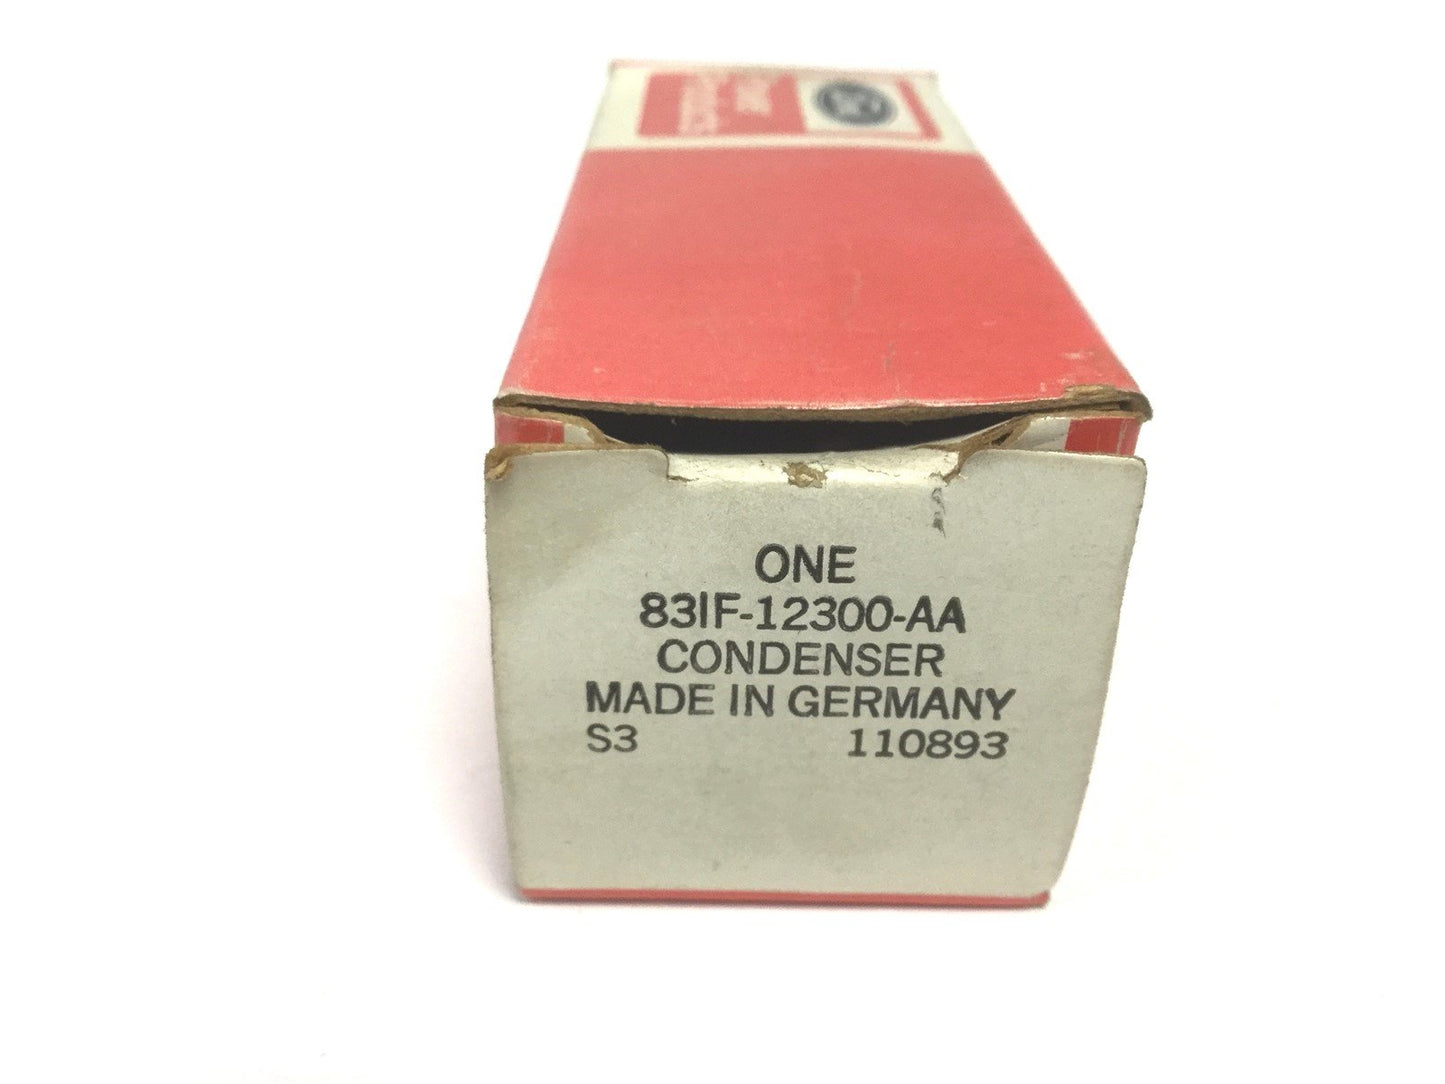 ONE
83IF-12300-AA
CONDENSER
MADE IN GERMANY
S3 110893